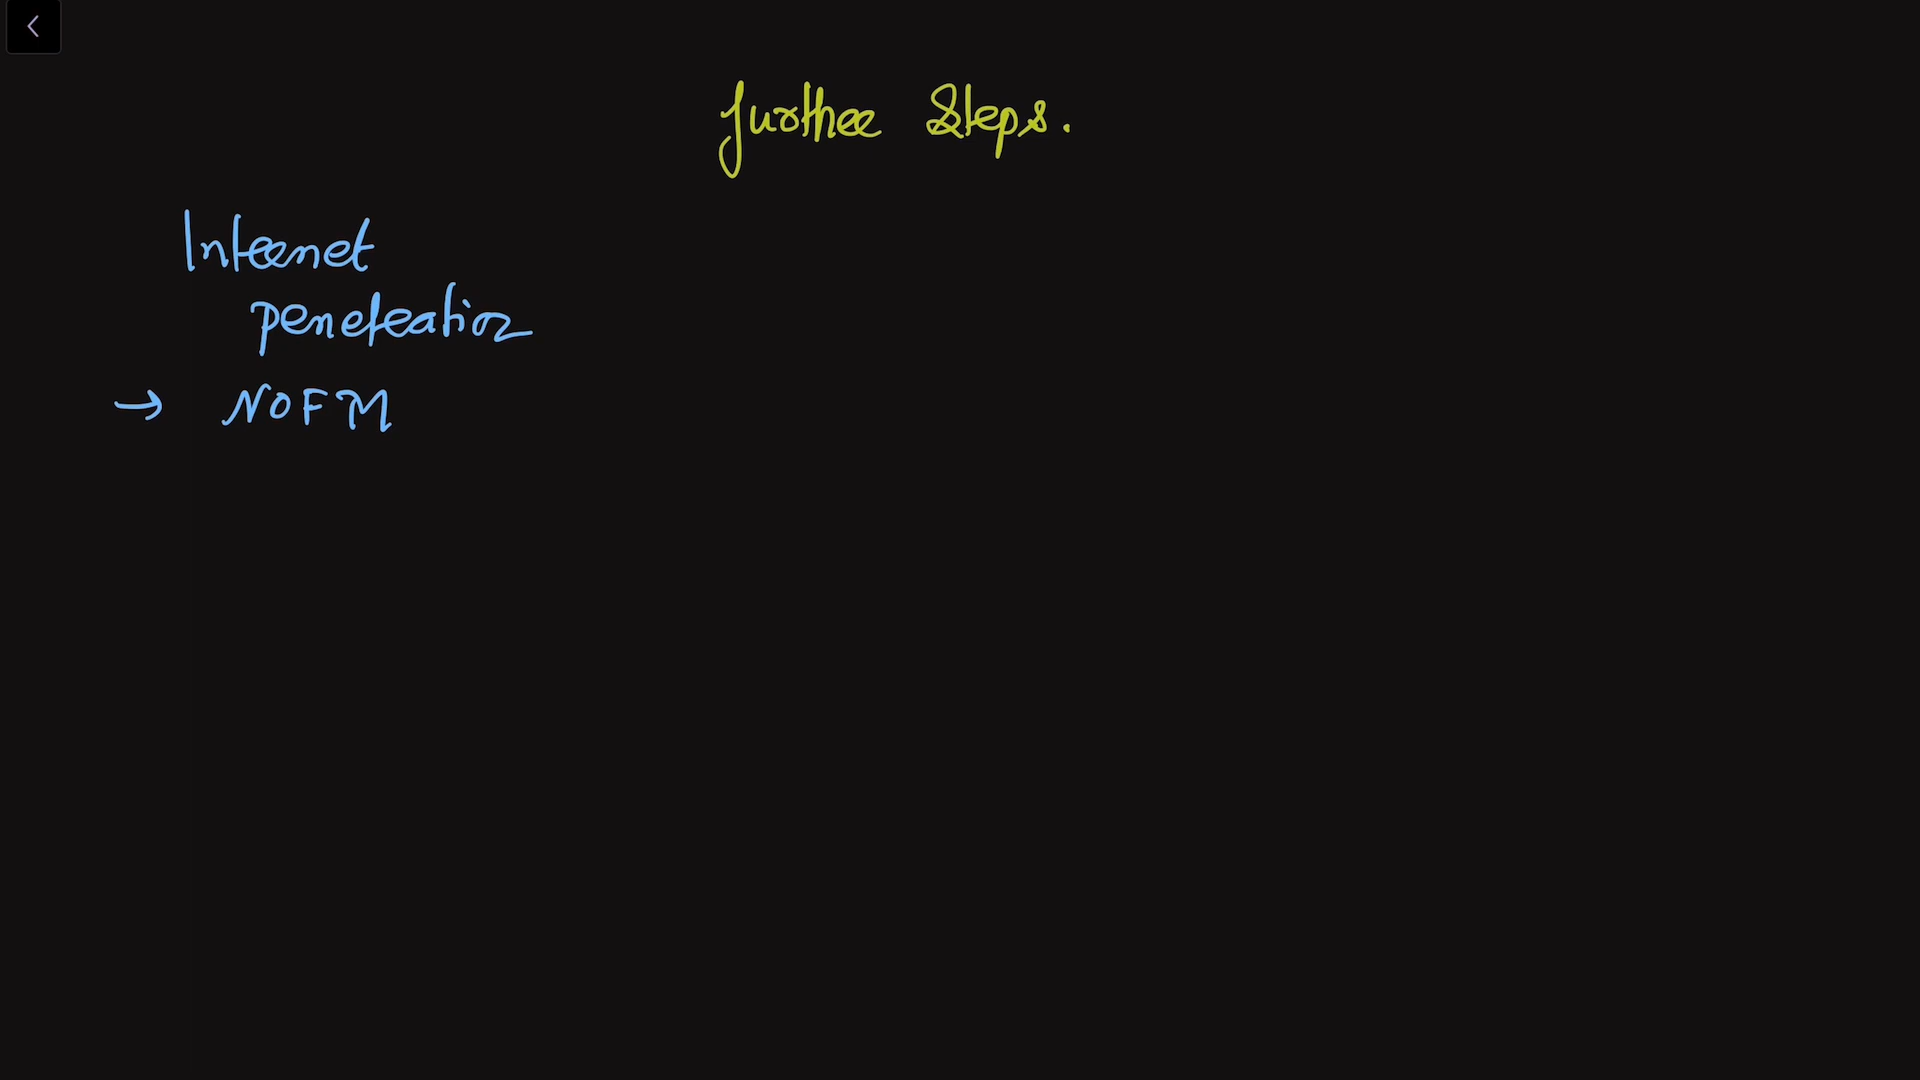 further Steps.
Internet
penetration
→ NOFM